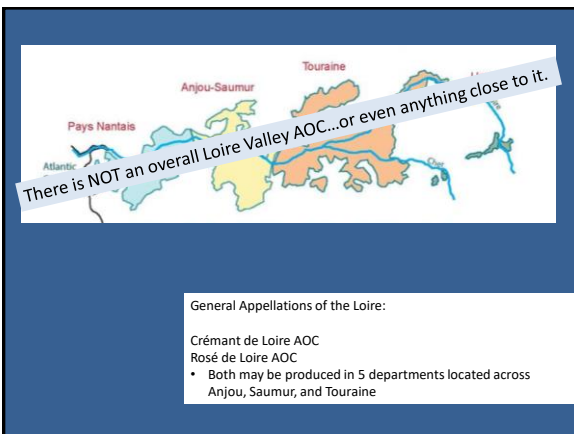 Touraine
Anjou-Saumur
Pays Nantais
Atlantic
Cher
There is NOT an overall Loire Valley AOC...or even anything close to it.
General Appellations of the Loire:
Crémant de Loire AOC
Rosé de Loire AOC
• Both may be produced in 5 departments located across
Anjou, Saumur, and Touraine